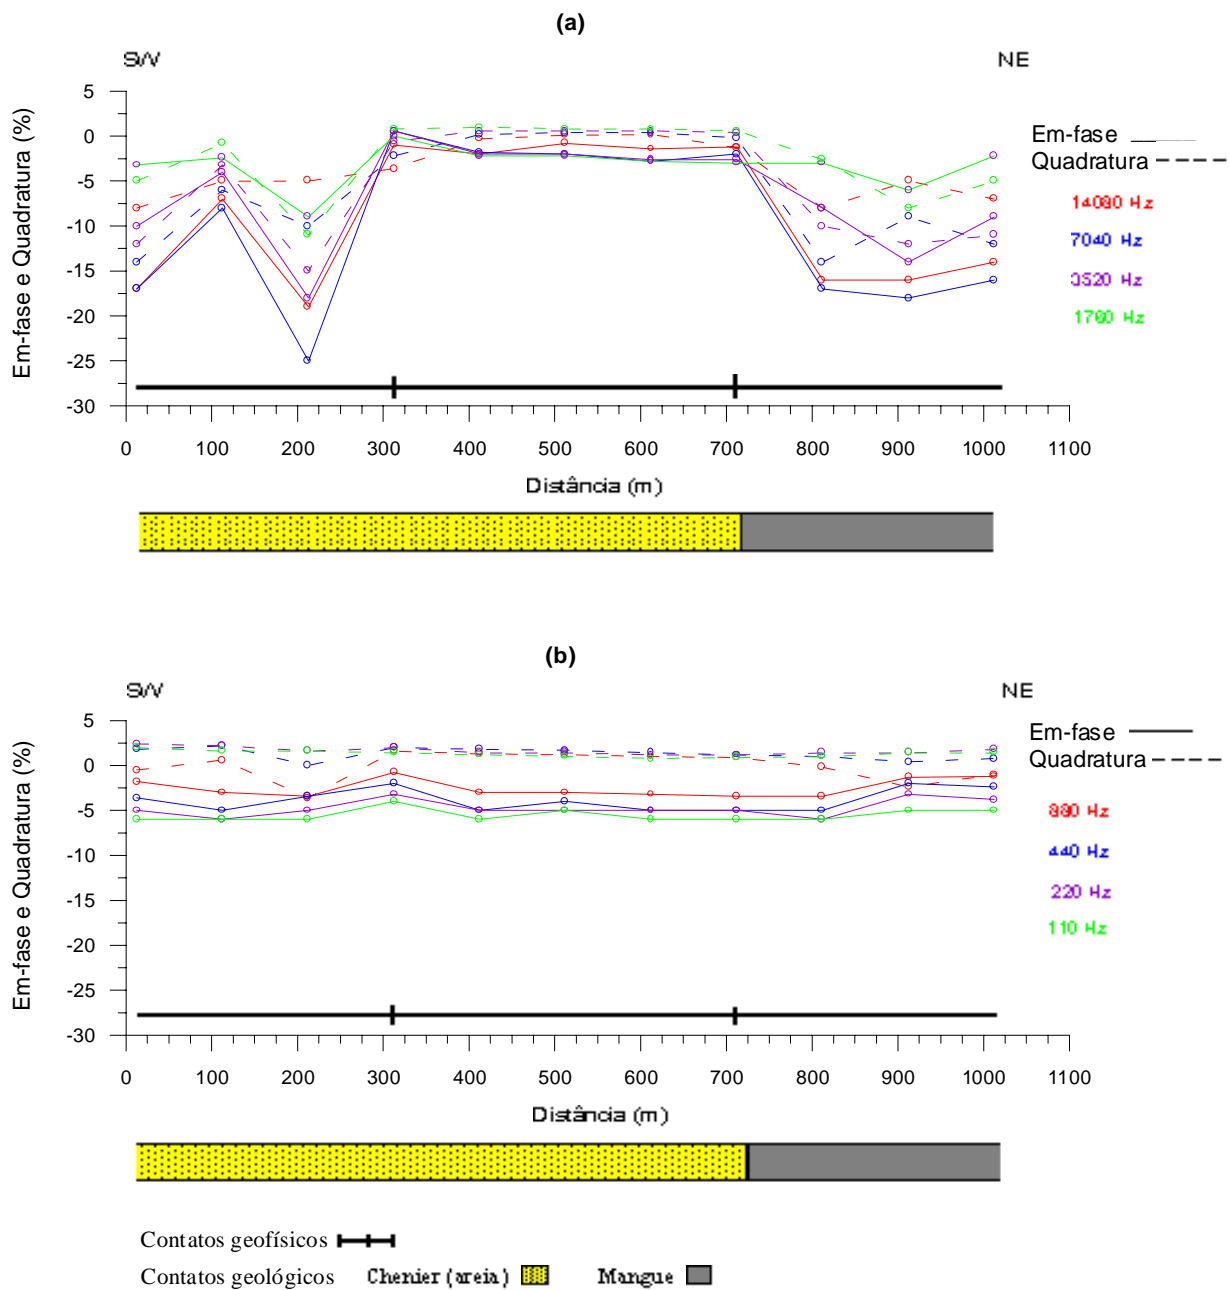 (a)
SW NE
Em-fase e Quadratura (%)
5
0
-5
-10
-15
-20
-25
-30
0 100 200 300 400 500 600 700 800 900 1000 1100
Distância (m)
Em-fase
Quadratura
14080 Hz
7040 Hz
3520 Hz
1760 Hz
(b)
SW NE
Em-fase e Quadratura (%)
5
0
-5
-10
-15
-20
-25
-30
0 100 200 300 400 500 600 700 800 900 1000 1100
Distância (m)
Em-fase
Quadratura
880 Hz
440 Hz
220 Hz
110 Hz
Contatos geofísicos
Contatos geológicos Chenier (areia) Mangue